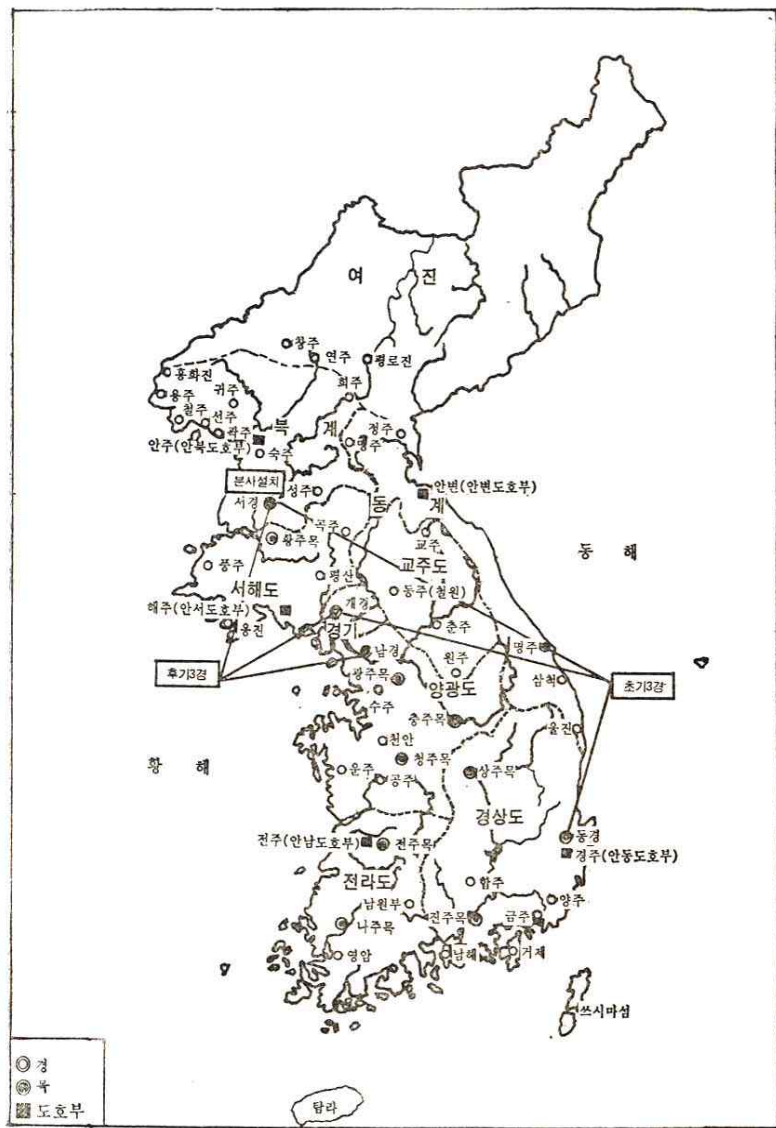 여 진
창주
연주
평로진
희주
용화진
용주
귀주
철주
선주
곽주
북 계
정주
안주(안북도호부)
숙주
본사설치
성주
서경
안변(안변도호부)
동 계
곡주
교주
황주목
교주도
동 해
풍주
평산
동주(철원)
서해도
해주(안서도호부)
개경
경기
옹진
춘주
남경
원주
명주
후기3경
광주목
양광도
삼척
초기3경
수주
충주목
울진
황 해
천안
청주목
상주목
운주
공주
경상도
동경
전주(안남도호부)
전주목
경주(안동도호부)
전라도
합주
남원부
양주
나주목
진주목
금주
영암
남해
거제
쓰시마섬
탐라
경
목
도호부